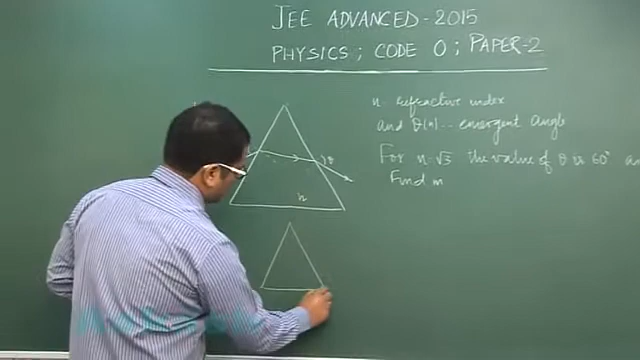 JEE ADVANCED - 2015
PHYSICS ; CODE 0 ; PAPER-2
n - refractive index
and θ(n) .. emergent angle
For n = √3 the value of θ is 60° an
Find m
θ
n